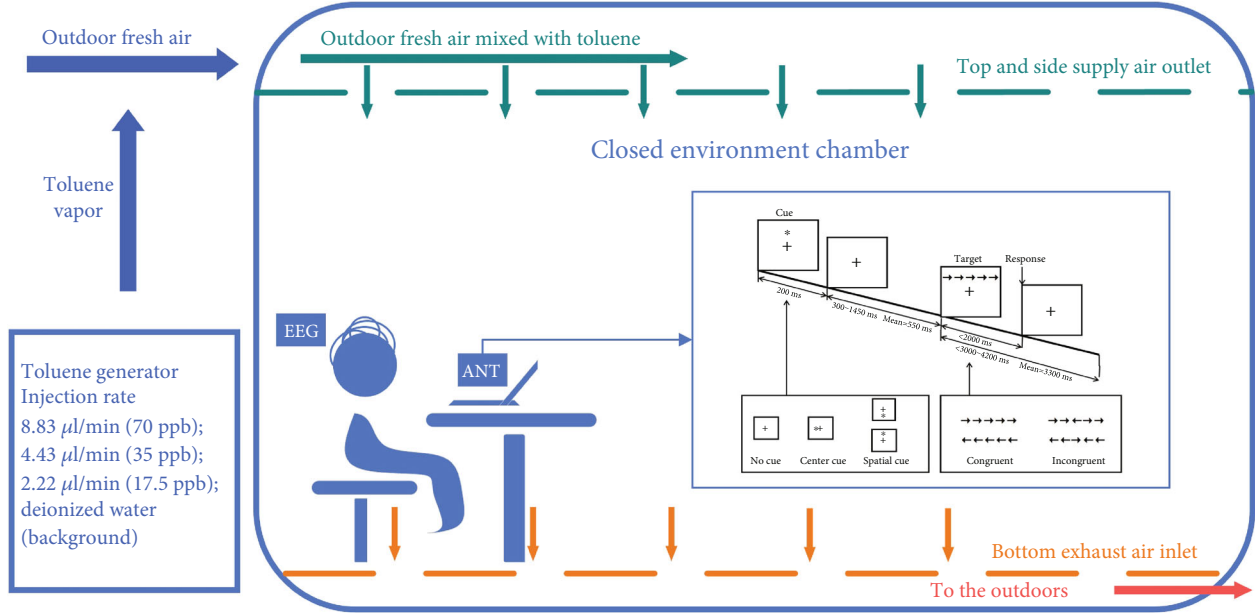 Outdoor fresh air
Outdoor fresh air mixed with toluene
Top and side supply air outlet
Closed environment chamber
Toluene
vapor
Toluene generator
Injection rate
8.83 µl/min (70 ppb);
4.43 µl/min (35 ppb);
2.22 µl/min (17.5 ppb);
deionized water
(background)
EEG
ANT
Cue
*
+
+
Target
→→→→→
+
Response
+
200 ms
300~1450 ms Mean=550 ms
<2000 ms
<3000~4200 ms Mean=3300 ms
+
No cue
*+
Center cue
+
*
*
+
Spatial cue
→→→→→
←←←←←
Congruent
→→←→→
←←→←←
Incongruent
Bottom exhaust air inlet
To the outdoors